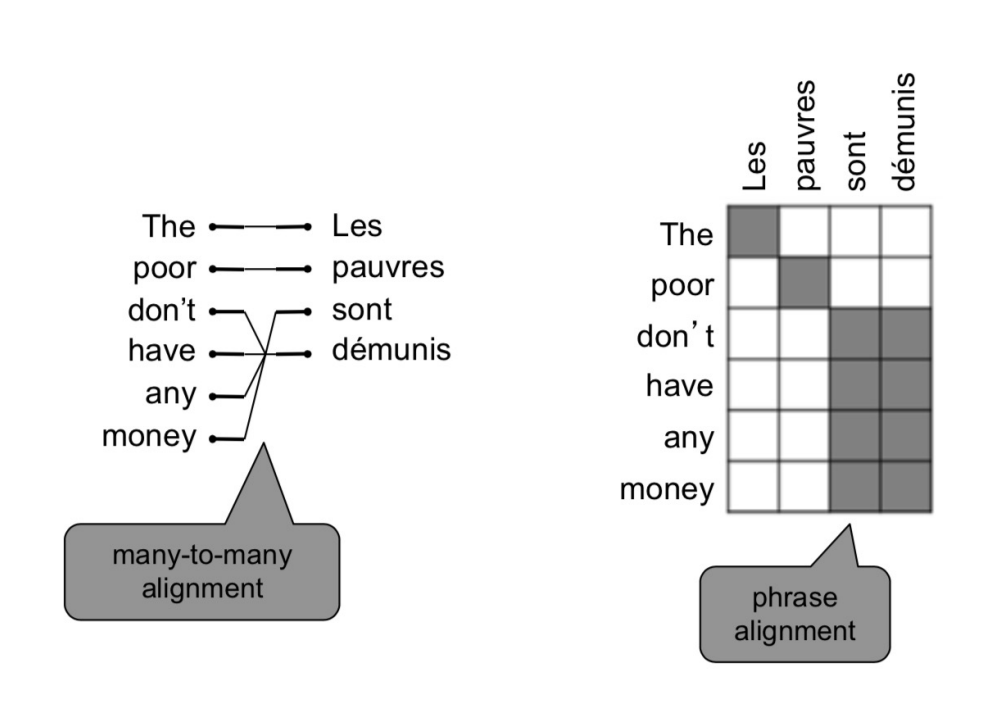 The Les
poor pauvres
don't sont
have démunis
any
money
many-to-many
alignment
Les
pauvres
sont
démunis
The
poor
don't
have
any
money
phrase
alignment